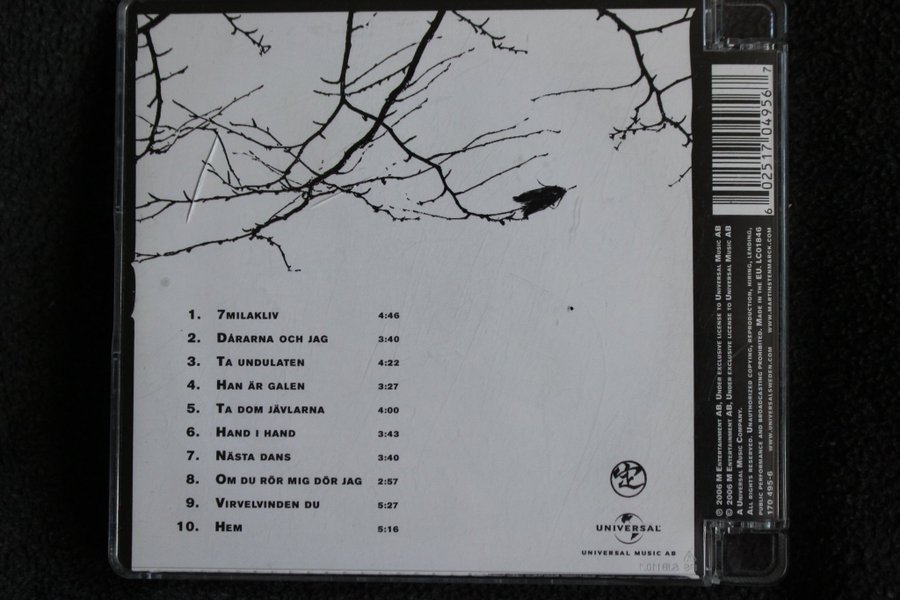 1. 7MILAKLIV 4:46
2. DÅRARNA OCH JAG 3:40
3. TA UNDULATEN 4:22
4. HAN ÄR GALEN 3:27
5. TA DOM JÄVLARNA 4:00
6. HAND I HAND 3:43
7. NÄSTA DANS 3:40
8. OM DU RÖR MIG DÖR JAG 2:57
9. VIRVELVINDEN DU 5:27
10. HEM 5:16
UNIVERSAL
UNIVERSAL MUSIC AB
6 02517 04956 7
℗ 2006 M ENTERTAINMENT AB, UNDER EXCLUSIVE LICENSE TO UNIVERSAL MUSIC AB
© 2006 M ENTERTAINMENT AB, UNDER EXCLUSIVE LICENSE TO UNIVERSAL MUSIC AB
A UNIVERSAL MUSIC COMPANY.
ALL RIGHTS RESERVED. UNAUTHORIZED COPYING, REPRODUCTION, HIRING, LENDING,
PUBLIC PERFORMANCE AND BROADCASTING PROHIBITED. MADE IN THE EU. LC01846
170 495-6 WWW.UNIVERSALSWEDEN.COM WWW.MARTINSTENMARCK.COM